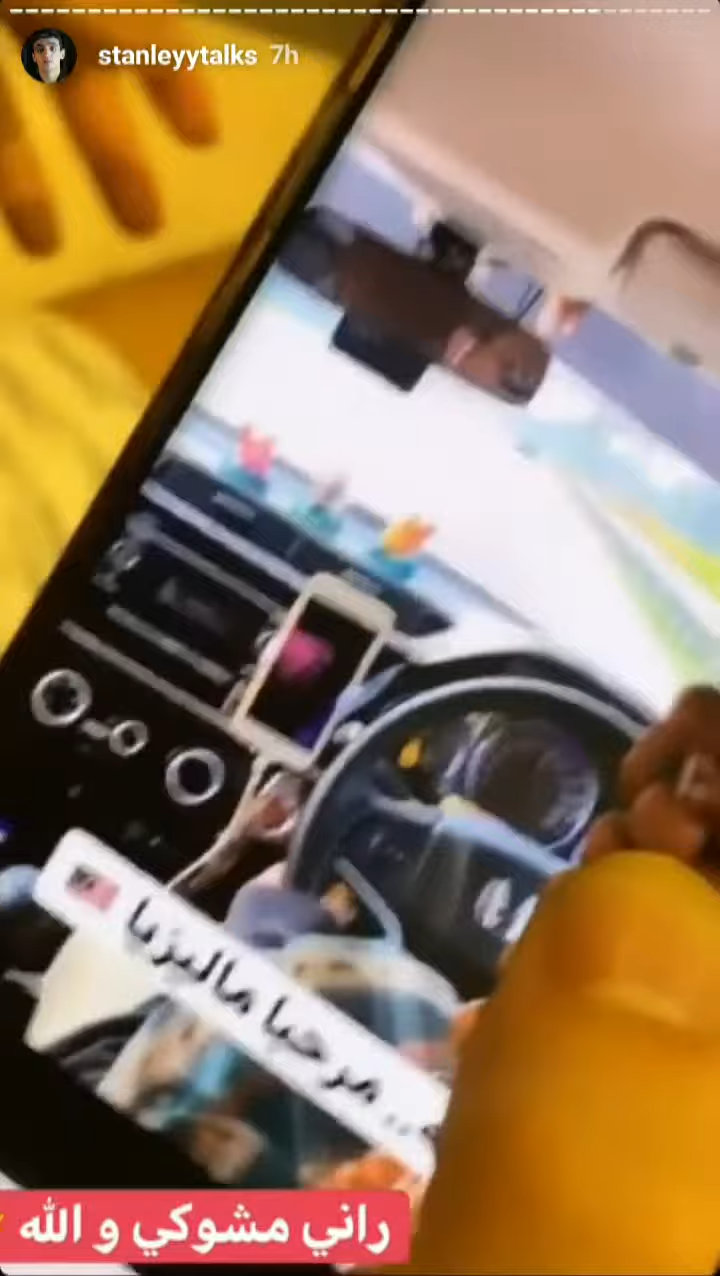 stanleyytalks 7h
مرحبا ماليزيا 🇲🇾
راني مشوكي و الله